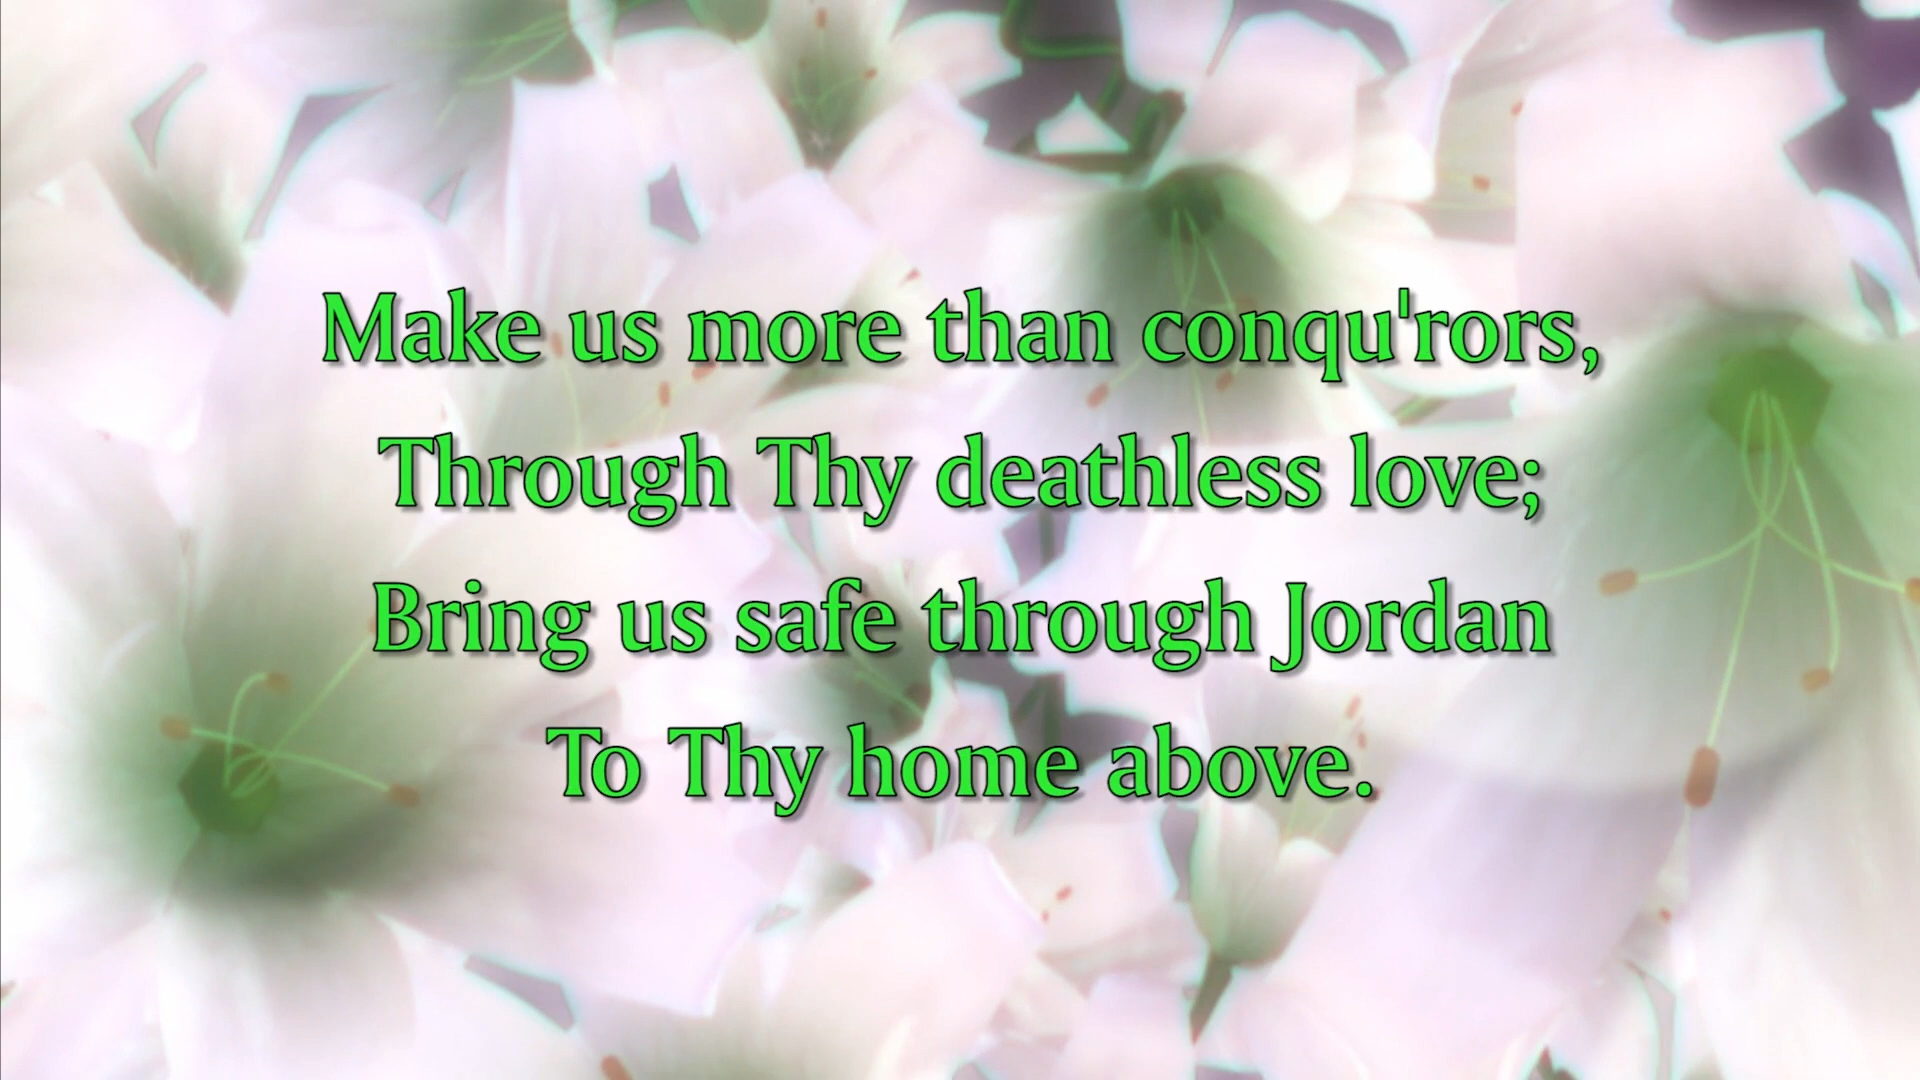 Make us more than conqu'rors,
Through Thy deathless love;
Bring us safe through Jordan
To Thy home above.